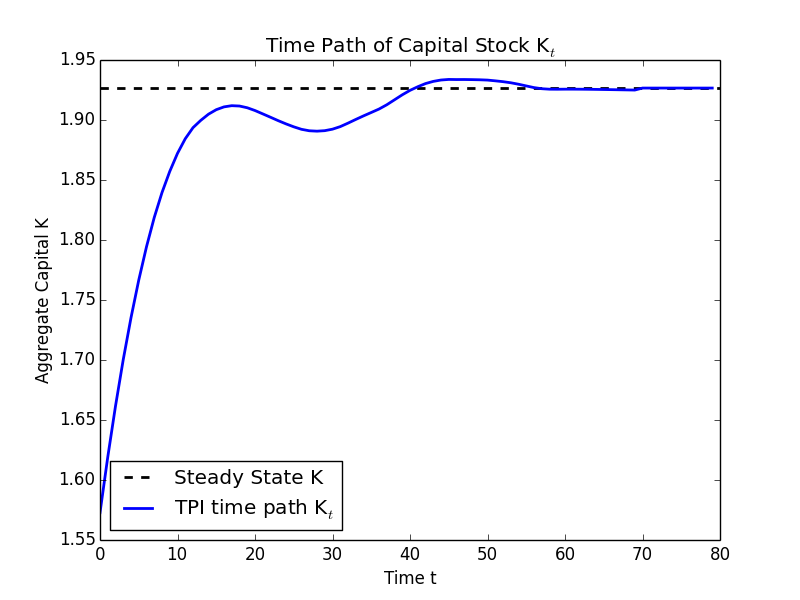 Time Path of Capital Stock K_t
1.95
1.90
1.85
1.80
1.75
1.70
1.65
1.60
1.55
Aggregate Capital K
Steady State K
TPI time path K_t
0 10 20 30 40 50 60 70 80
Time t